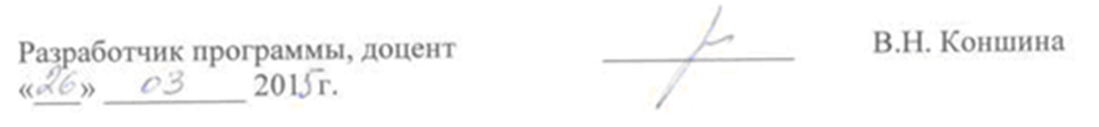 Разработчик программы, доцент В.Н. Коншина
«26» 03 2015 г.